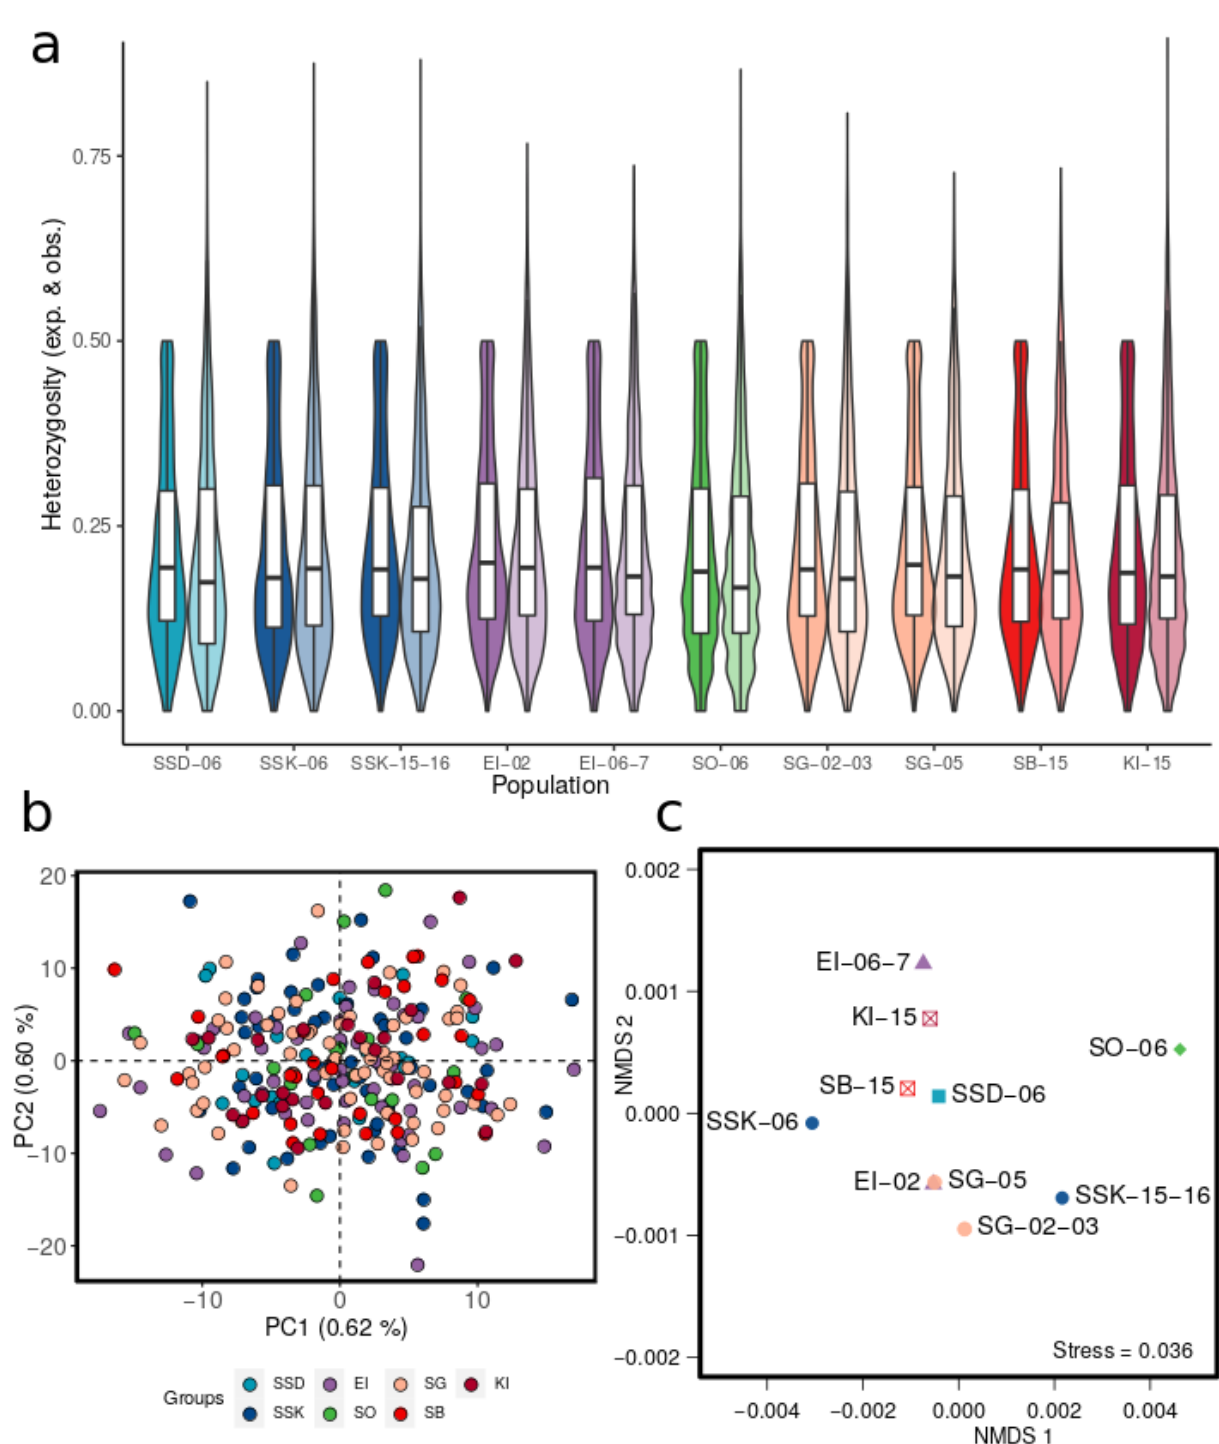 a
Heterozygosity (exp. & obs.)
0.75
0.50
0.25
0.00
SSD−06 SSK−06 SSK−15−16 EI−02 EI−06−7 SO−06 SG−02−03 SG−05 SB−15 KI−15
Population
b
PC2 (0.60 %)
20
10
0
−10
−20
−10 0 10
PC1 (0.62 %)
Groups
SSD EI SG KI
SSK SO SB
c
NMDS 2
0.002
0.001
0.000
−0.001
−0.002
EI−06−7
KI−15
SO−06
SB−15 SSD−06
SSK−06
EI−02 SG−05
SSK−15−16
SG−02−03
Stress = 0.036
−0.004 −0.002 0.000 0.002 0.004
NMDS 1